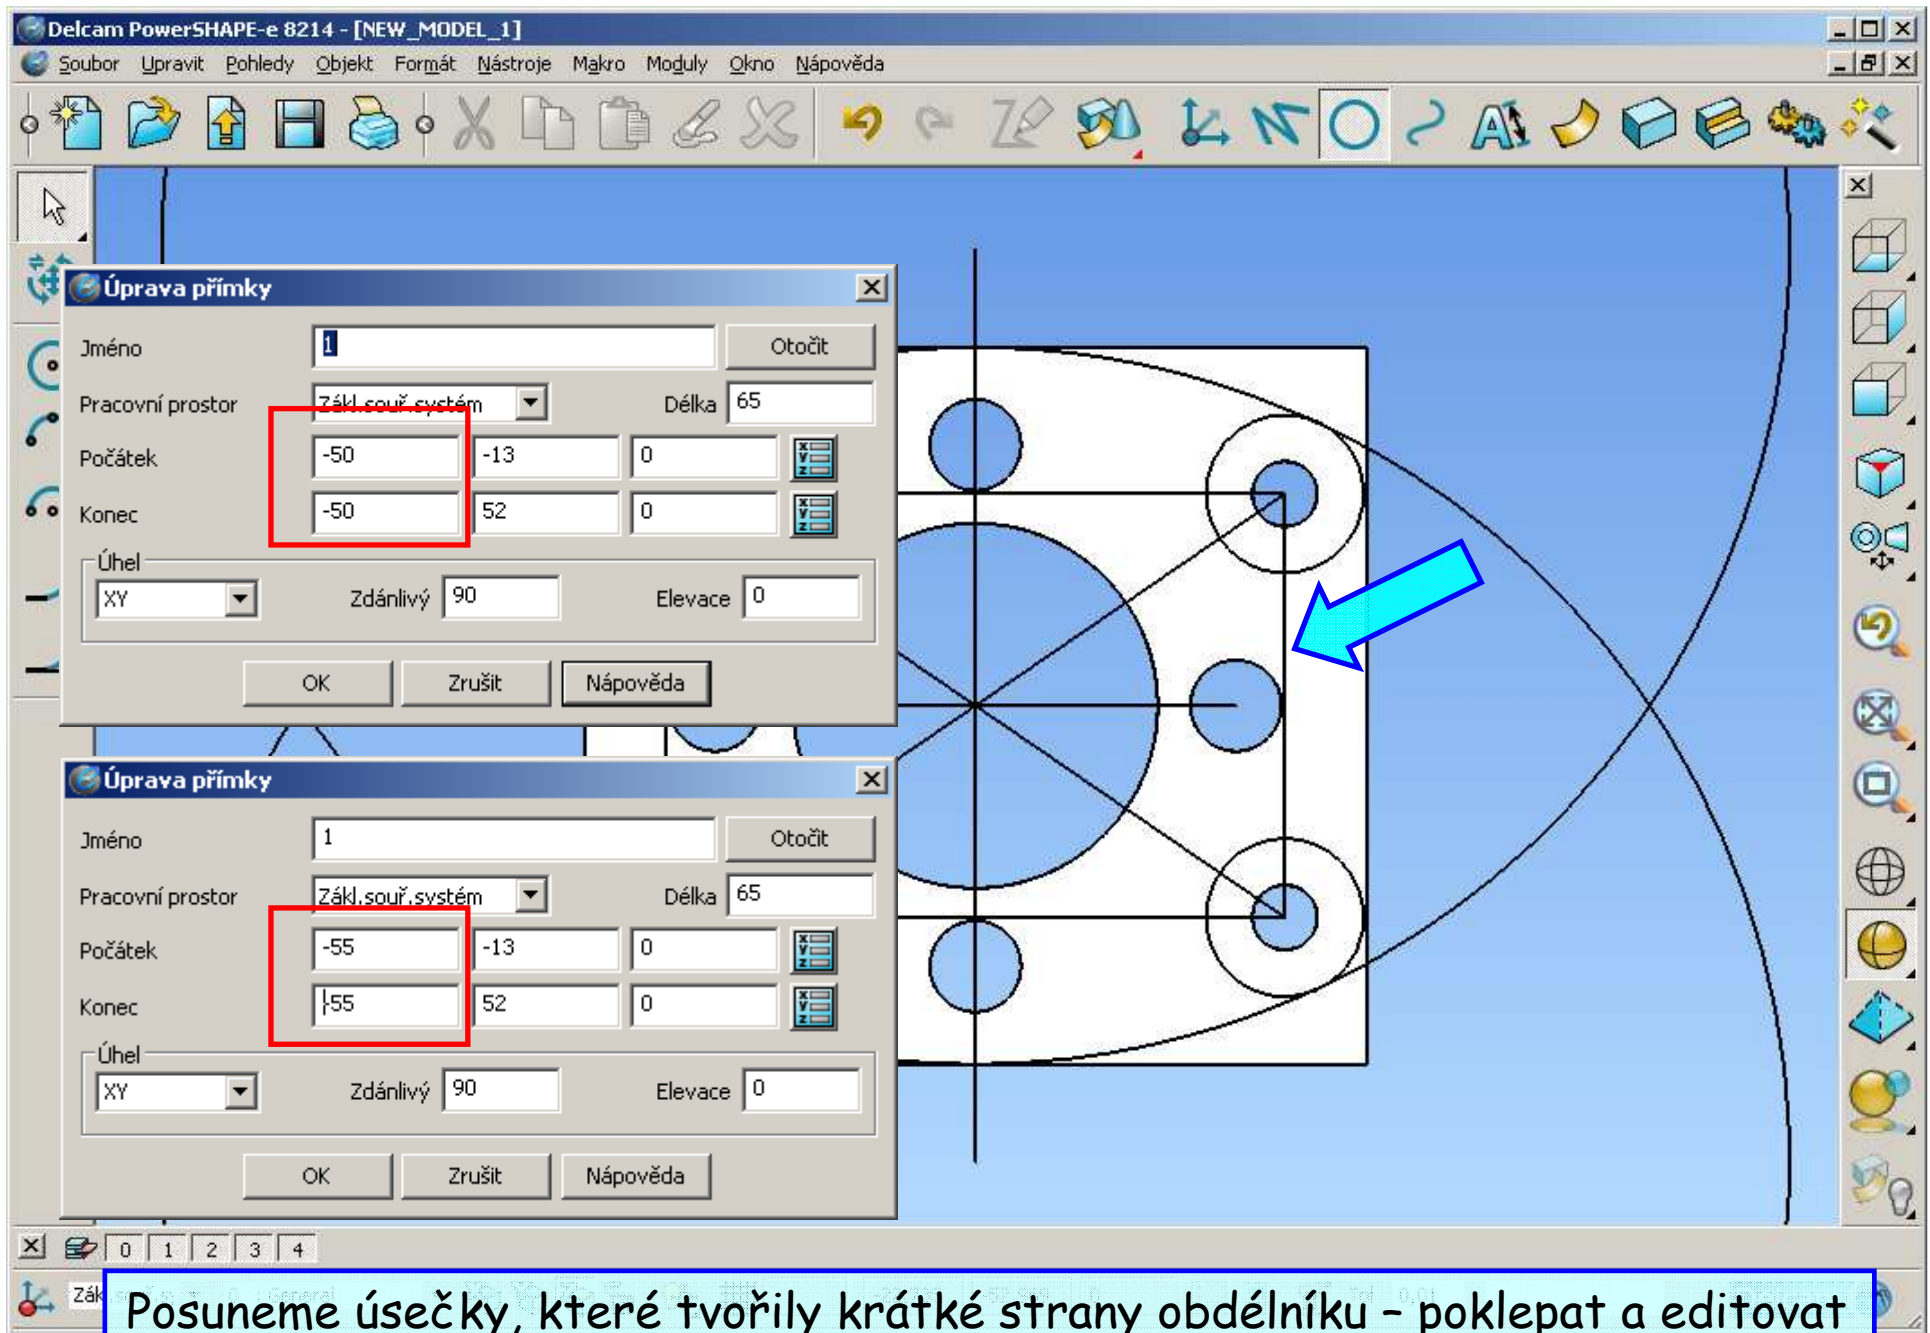 Delcam PowerSHAPE-e 8214 - [NEW_MODEL_1]
Soubor Upravit Pohledy Objekt Formát Nástroje Makro Moduly Okno Nápověda
Úprava přímky
Jméno 1 Otočit
Pracovní prostor Zákl.souř.systém Délka 65
Počátek -50 -13 0
Konec -50 52 0
Úhel
XY Zdánlivý 90 Elevace 0
OK Zrušit Nápověda
Úprava přímky
Jméno 1 Otočit
Pracovní prostor Zákl.souř.systém Délka 65
Počátek -55 -13 0
Konec -55 52 0
Úhel
XY Zdánlivý 90 Elevace 0
OK Zrušit Nápověda
0 1 2 3 4
Zák
Posuneme úsečky, které tvořily krátké strany obdélníku – poklepat a editovat